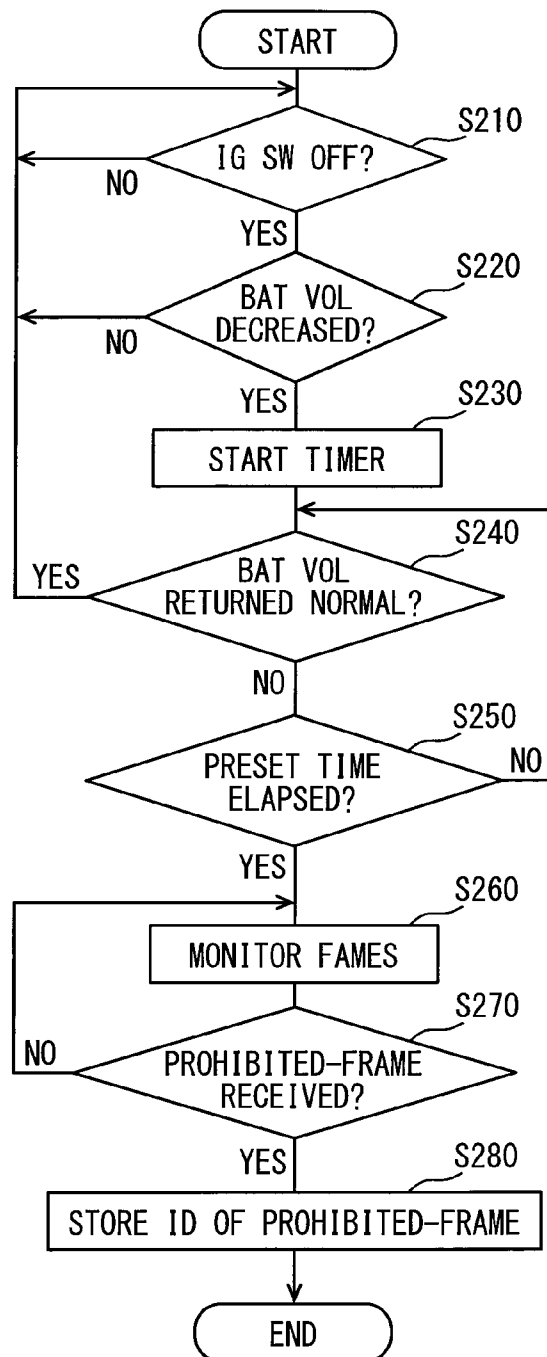 START
S210
IG SW OFF?
NO
YES
S220
BAT VOL
DECREASED?
NO
YES
S230
START TIMER
S240
YES
BAT VOL
RETURNED NORMAL?
NO
S250
PRESET TIME
ELAPSED?
NO
YES
S260
MONITOR FAMES
S270
NO
PROHIBITED-FRAME
RECEIVED?
YES
S280
STORE ID OF PROHIBITED-FRAME
END